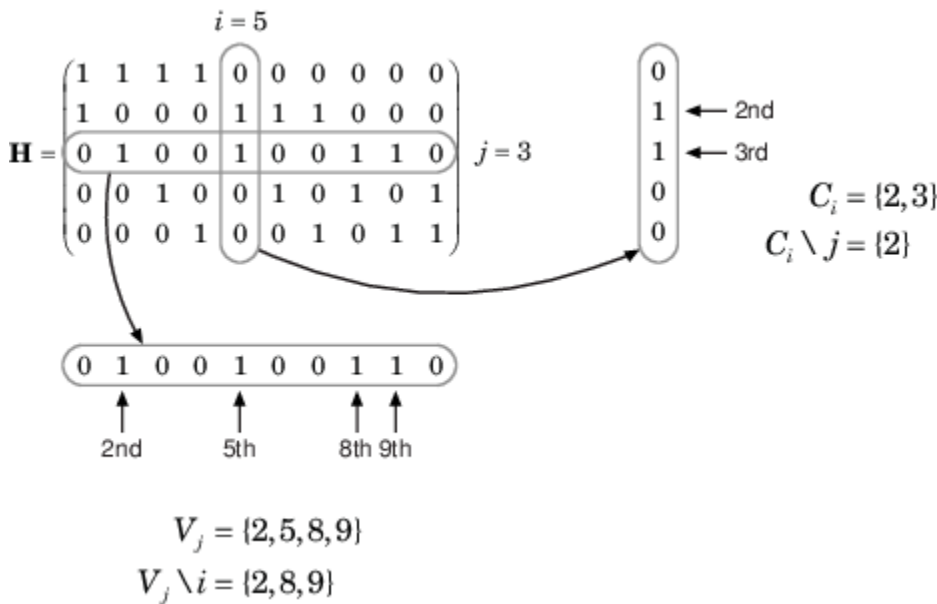 i = 5
1 1 1 1 0 0 0 0 0 0
1 0 0 0 1 1 1 0 0 0
H = 0 1 0 0 1 0 0 1 1 0 j = 3
0 0 1 0 0 1 0 1 0 1
0 0 0 1 0 0 1 0 1 1
0
1 2nd
1 3rd
0
0
C_i = {2,3}
C_i \ j = {2}
0 1 0 0 1 0 0 1 1 0
2nd 5th 8th 9th
V_j = {2,5,8,9}
V_j \ i = {2,8,9}